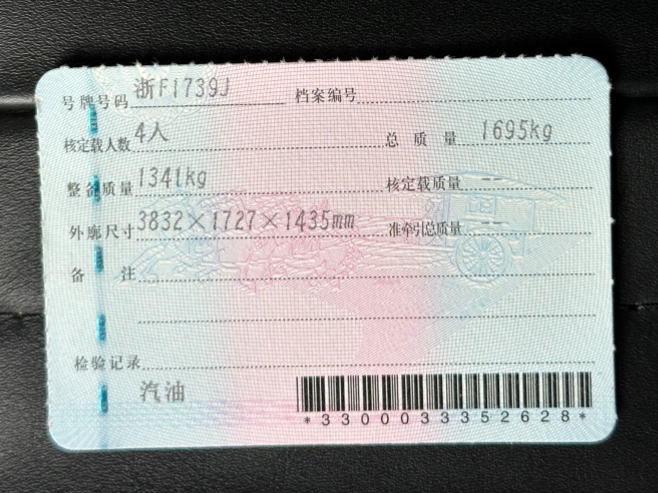 号牌号码 浙F1739J 档案编号
核定载人数 4人 总质量 1695kg
整备质量 1341kg 核定载质量 --
外廓尺寸 3832×1727×1435mm 准牵引总质量 --
备注
检验记录
汽油
*3300033352628*